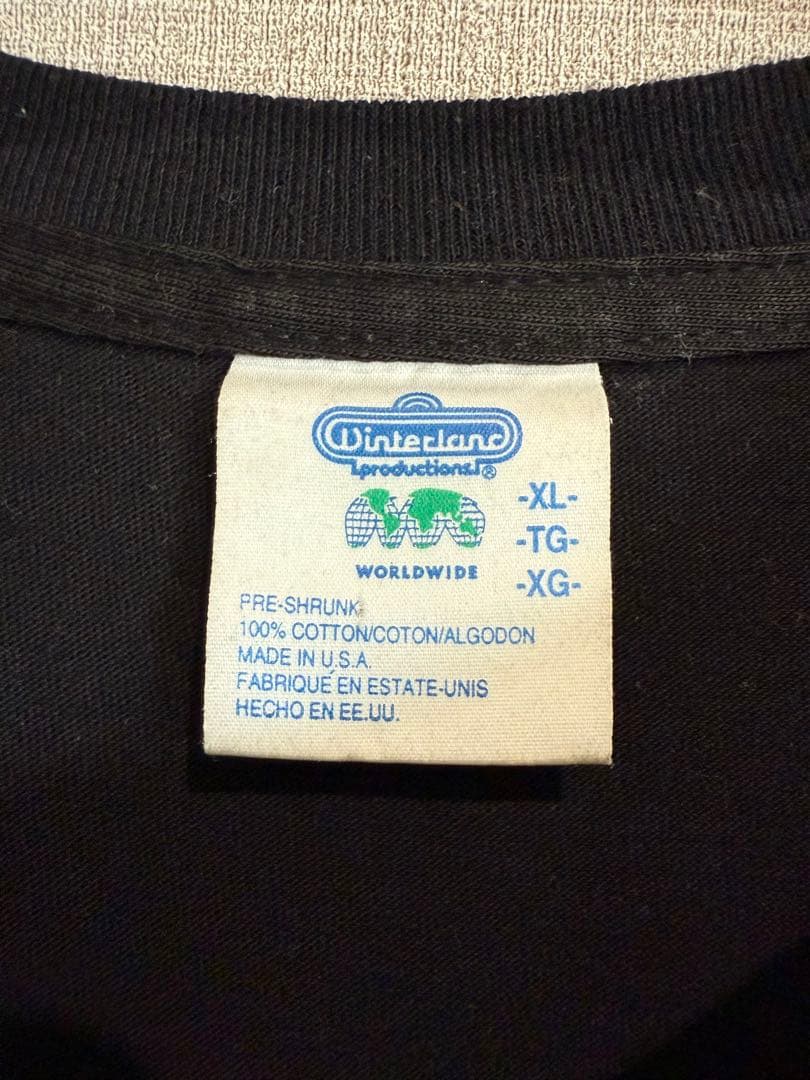 Winterland
productions®
WORLDWIDE
-XL-
-TG-
-XG-
PRE-SHRUNK
100% COTTON/COTON/ALGODON
MADE IN U.S.A.
FABRIQUÉ EN ESTATE-UNIS
HECHO EN EE.UU.